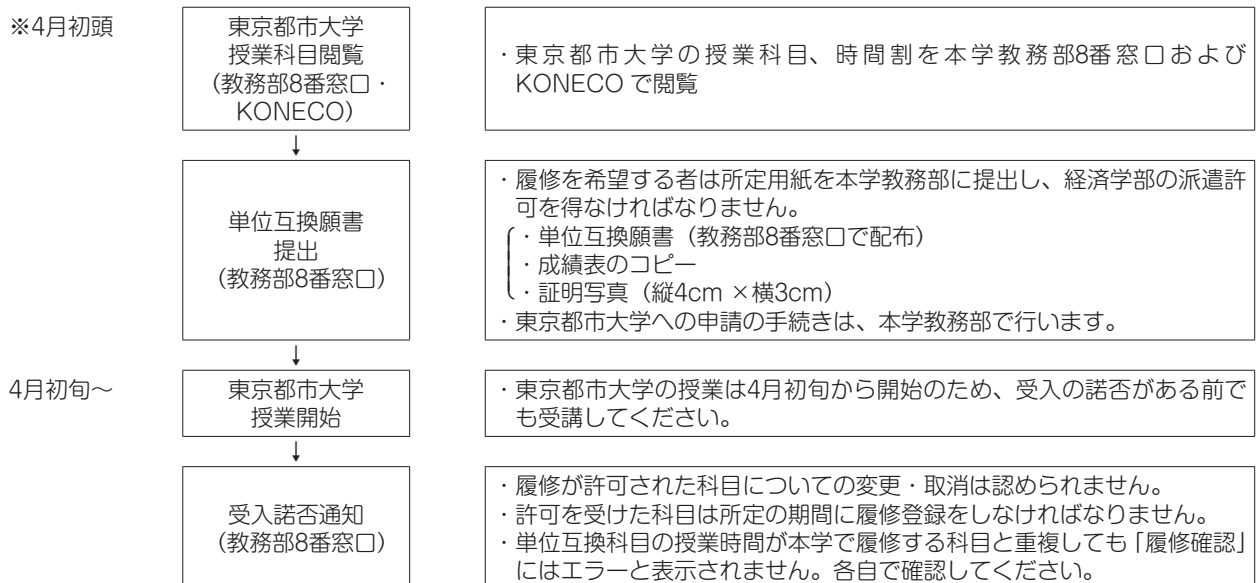 ※4月初頭
東京都市大学
授業科目閲覧
(教務部8番窓口・
KONECO)
・東京都市大学の授業科目、時間割を本学教務部8番窓口および
KONECO で閲覧
↓
単位互換願書
提出
(教務部8番窓口)
・履修を希望する者は所定用紙を本学教務部に提出し、経済学部の派遣許
可を得なければなりません。
・単位互換願書(教務部8番窓口で配布)
・成績表のコピー
・証明写真(縦4cm ×横3cm)
・東京都市大学への申請の手続きは、本学教務部で行います。
↓
4月初旬～
東京都市大学
授業開始
・東京都市大学の授業は4月初旬から開始のため、受入の諾否がある前で
も受講してください。
↓
受入諾否通知
(教務部8番窓口)
・履修が許可された科目についての変更・取消は認められません。
・許可を受けた科目は所定の期間に履修登録をしなければなりません。
・単位互換科目の授業時間が本学で履修する科目と重複しても「履修確認」
にはエラーと表示されません。各自で確認してください。